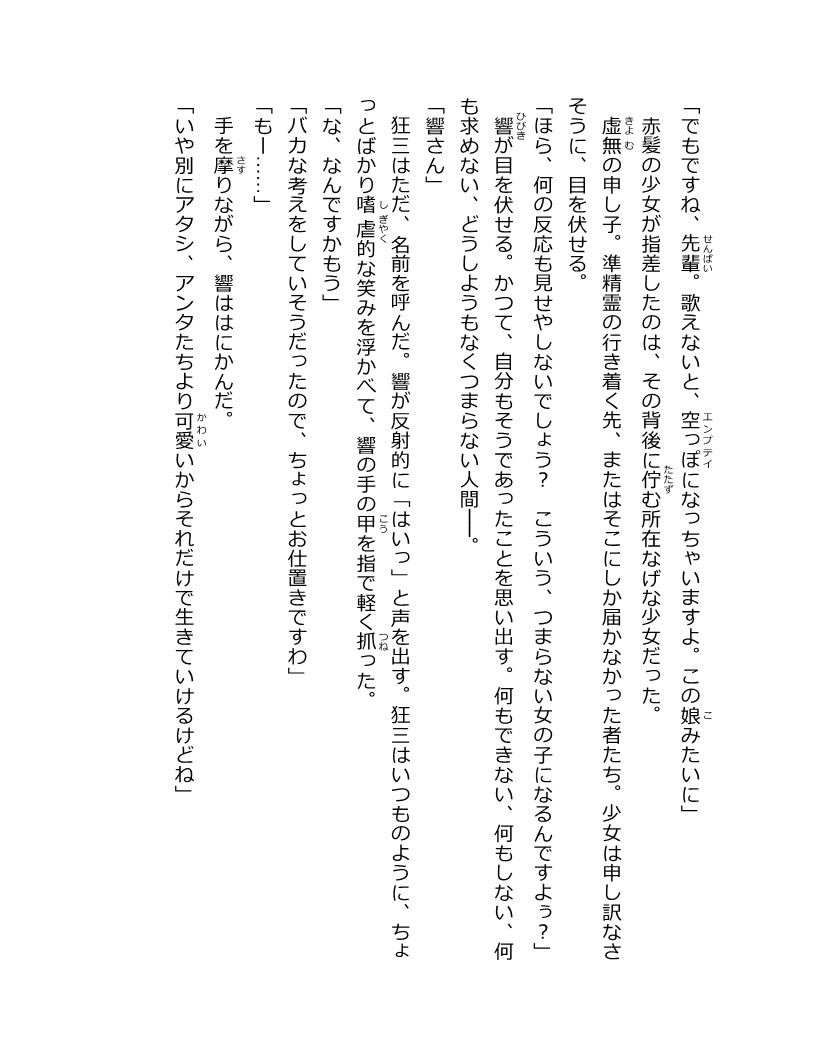 「でもですね、先輩。歌えないと、空っぽになっちゃいますよ。この娘みたいに」
赤髪の少女が指差したのは、その背後に佇む所在なげな少女だった。
虚無の申し子。準精霊の行き着く先、またはそこにしか届かなかった者たち。少女は申し訳なさ
そうに、目を伏せる。
「ほら、何の反応も見せやしないでしょう？　こういう、つまらない女の子になるんですよぅ？」
響が目を伏せる。かつて、自分もそうであったことを思い出す。何もできない、何もしない、何
も求めない、どうしようもなくつまらない人間──。
「響さん」
狂三はただ、名前を呼んだ。響が反射的に「はいっ」と声を出す。狂三はいつものように、ちょ
っとばかり嗜虐的な笑みを浮かべて、響の手の甲を指で軽く抓った。
「な、なんですかもう」
「バカな考えをしていそうだったので、ちょっとお仕置きですわ」
「もー……」
手を摩りながら、響ははにかんだ。
「いや別にアタシ、アンタたちより可愛いからそれだけで生きていけるけどね」